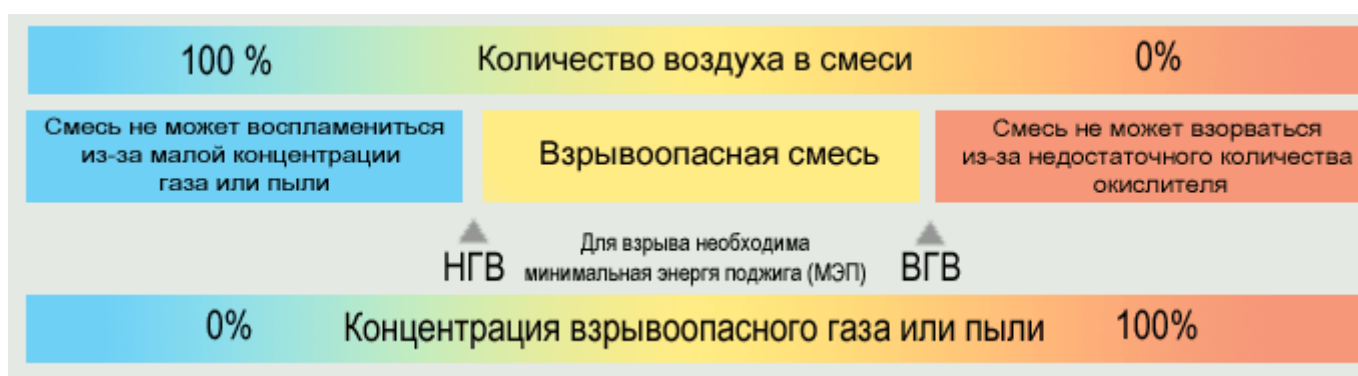 100 % Количество воздуха в смеси 0%
Смесь не может воспламениться
из-за малой концентрации
газа или пыли
Взрывоопасная смесь
Смесь не может взорваться
из-за недостаточного количества
окислителя
НГВ
Для взрыва необходима
минимальная энергя поджига (МЭП)
ВГВ
0% Концентрация взрывоопасного газа или пыли 100%